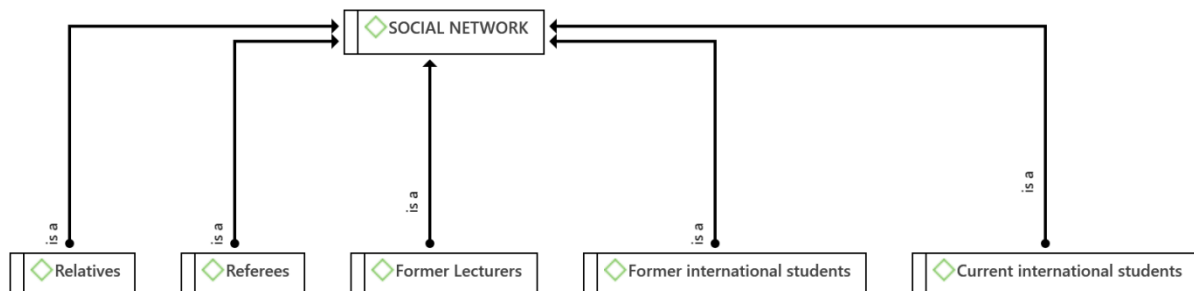 SOCIAL NETWORK
is a
is a
is a
is a
is a
Relatives
Referees
Former Lecturers
Former international students
Current international students